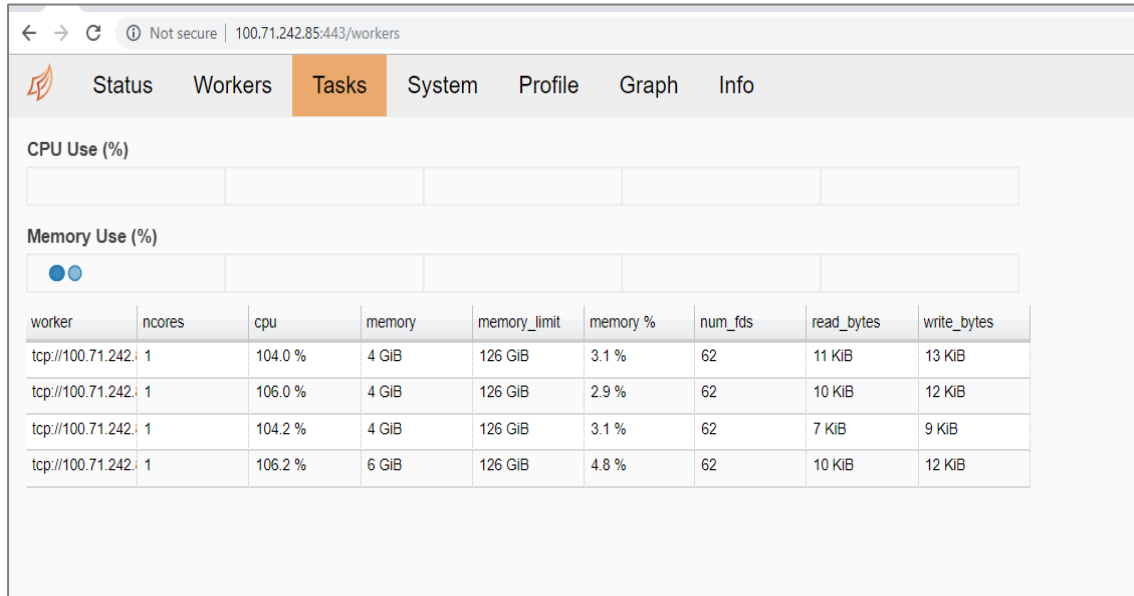 Not secure | 100.71.242.85:443/workers
Status Workers Tasks System Profile Graph Info
CPU Use (%)
Memory Use (%)
worker ncores cpu memory memory_limit memory % num_fds read_bytes write_bytes
tcp://100.71.242. 1 104.0 % 4 GiB 126 GiB 3.1 % 62 11 KiB 13 KiB
tcp://100.71.242. 1 106.0 % 4 GiB 126 GiB 2.9 % 62 10 KiB 12 KiB
tcp://100.71.242. 1 104.2 % 4 GiB 126 GiB 3.1 % 62 7 KiB 9 KiB
tcp://100.71.242. 1 106.2 % 6 GiB 126 GiB 4.8 % 62 10 KiB 12 KiB